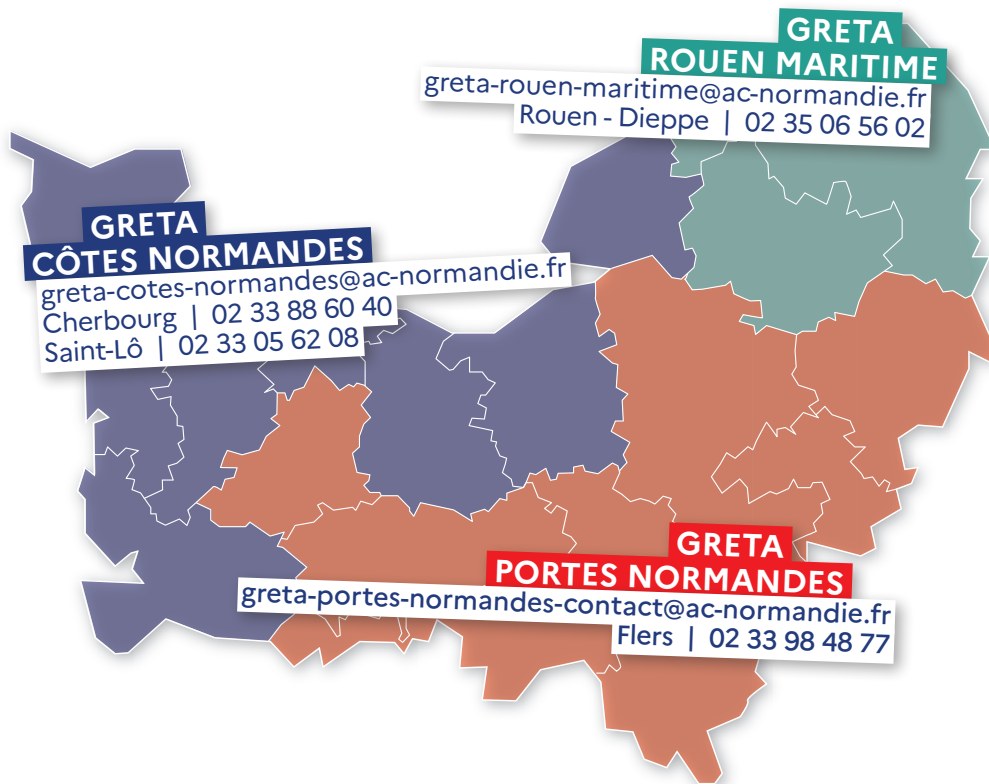 GRETA
ROUEN MARITIME
greta-rouen-maritime@ac-normandie.fr
Rouen - Dieppe | 02 35 06 56 02
GRETA
CÔTES NORMANDES
greta-cotes-normandes@ac-normandie.fr
Cherbourg | 02 33 88 60 40
Saint-Lô | 02 33 05 62 08
GRETA
PORTES NORMANDES
greta-portes-normandes-contact@ac-normandie.fr
Flers | 02 33 98 48 77